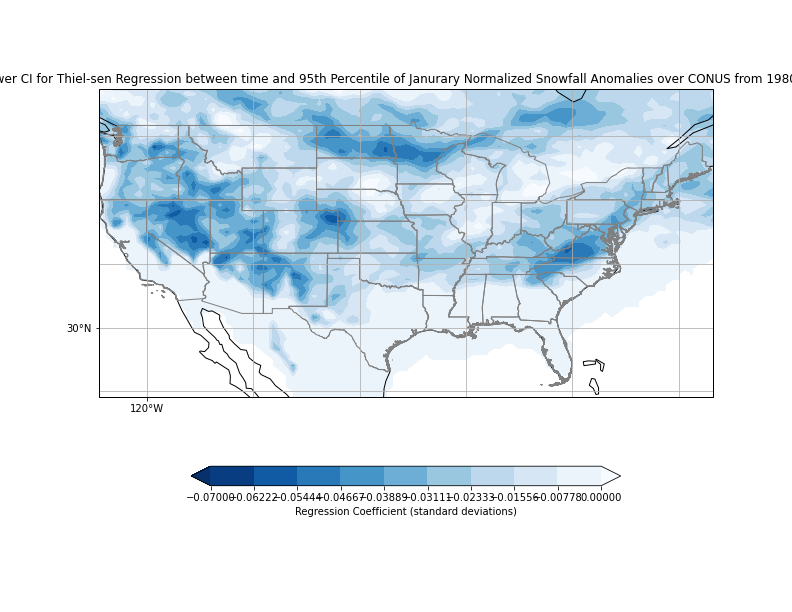 wer CI for Thiel-sen Regression between time and 95th Percentile of Janurary Normalized Snowfall Anomalies over CONUS from 1980
30°N
120°W
−0.07000 −0.06222 −0.05444 −0.04667 −0.03889 −0.03111 −0.02333 −0.01556 −0.00778 0.00000
Regression Coefficient (standard deviations)